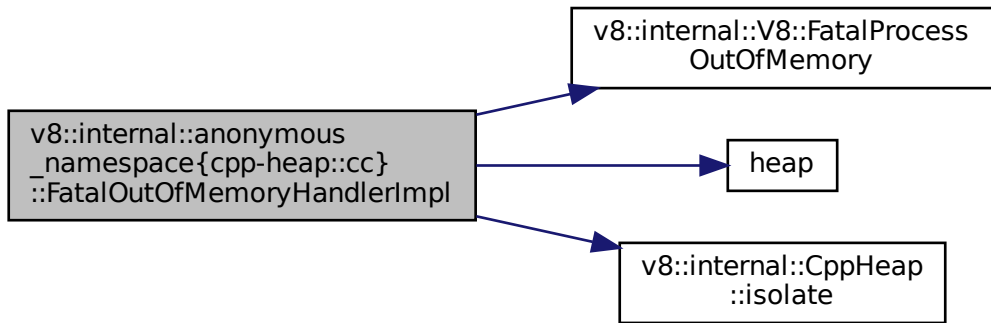 v8::internal::anonymous
_namespace{cpp-heap::cc}
::FatalOutOfMemoryHandlerImpl
v8::internal::V8::FatalProcess
OutOfMemory
heap
v8::internal::CppHeap
::isolate